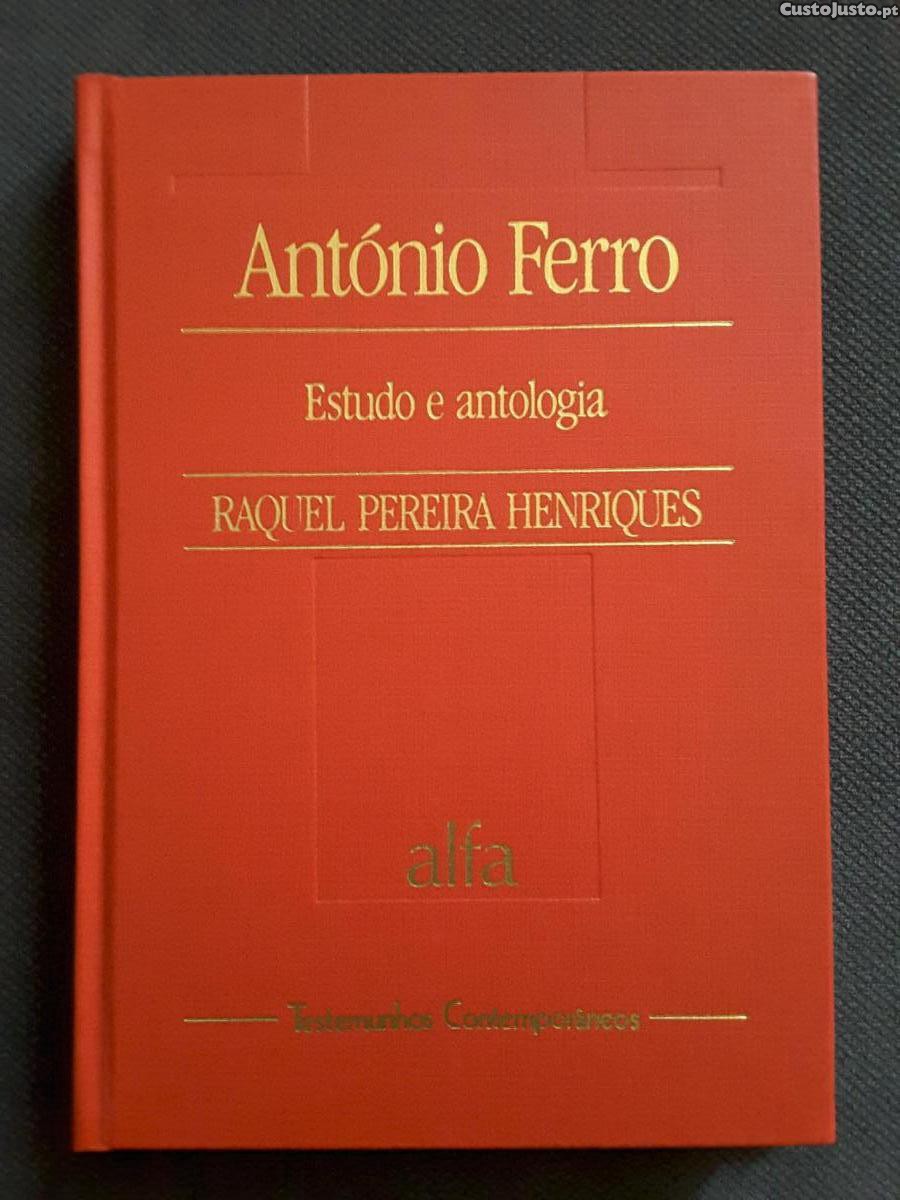 CustoJusto.pt
António Ferro
Estudo e antologia
RAQUEL PEREIRA HENRIQUES
alfa
Testemunhos Contemporâneos